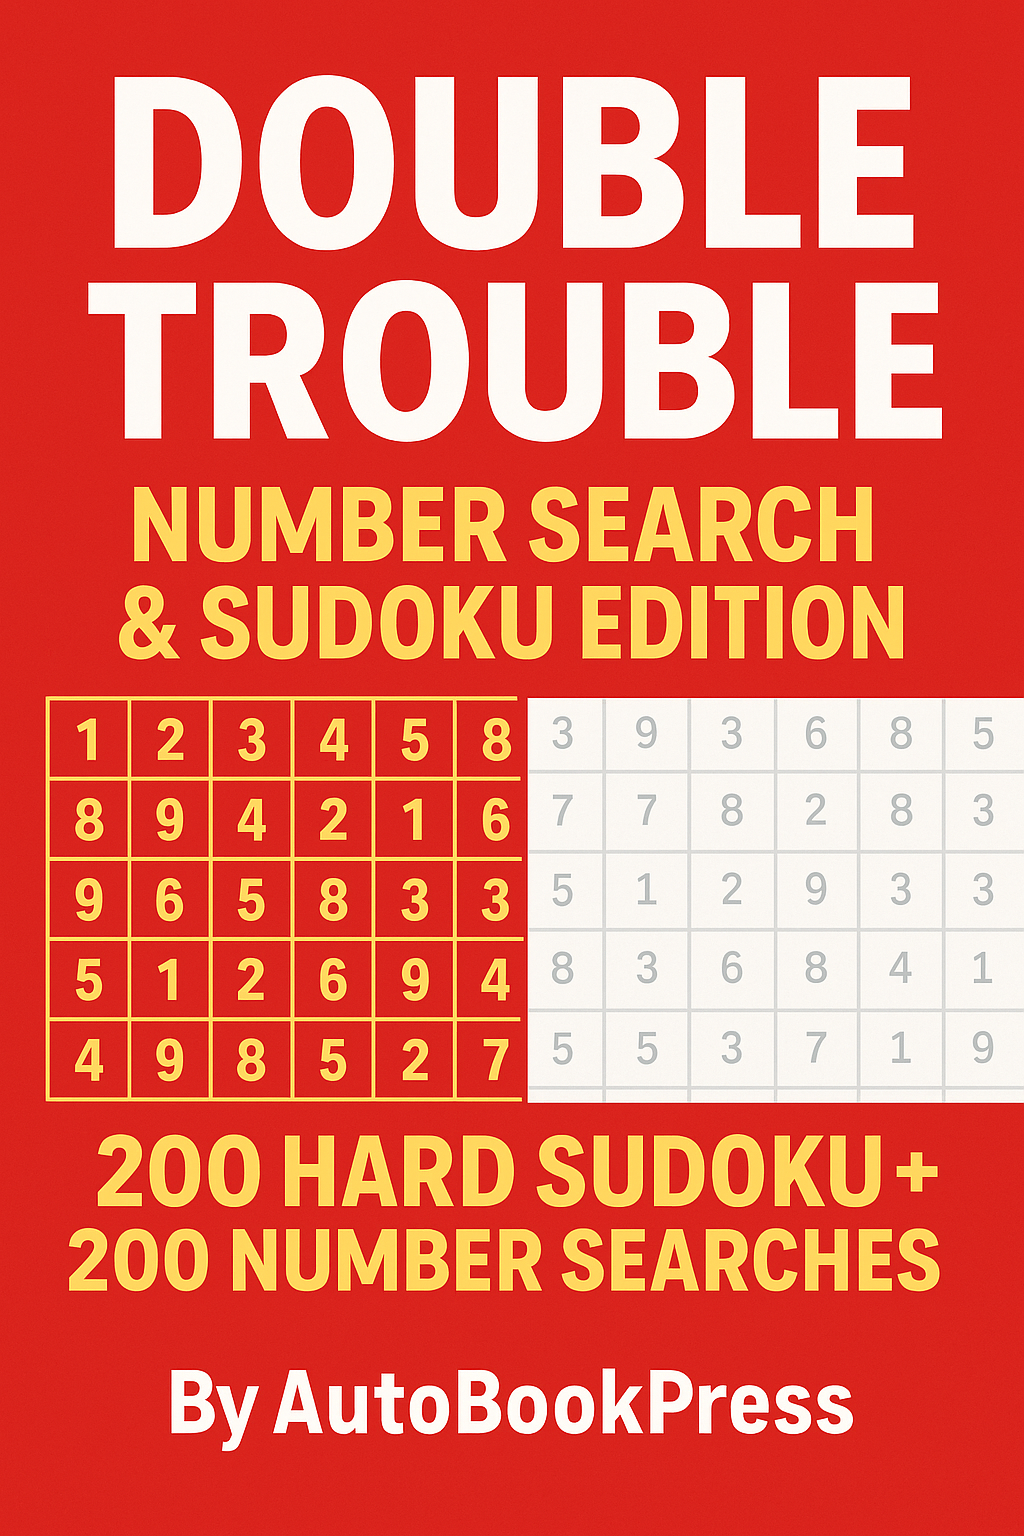 DOUBLE
TROUBLE
NUMBER SEARCH
& SUDOKU EDITION
1 2 3 4 5 8 3 9 3 6 8 5
8 9 4 2 1 6 7 7 8 2 8 3
9 6 5 8 3 3 5 1 2 9 3 3
5 1 2 6 9 4 8 3 6 8 4 1
4 9 8 5 2 7 5 5 3 7 1 9
200 HARD SUDOKU+
200 NUMBER SEARCHES
By AutoBookPress